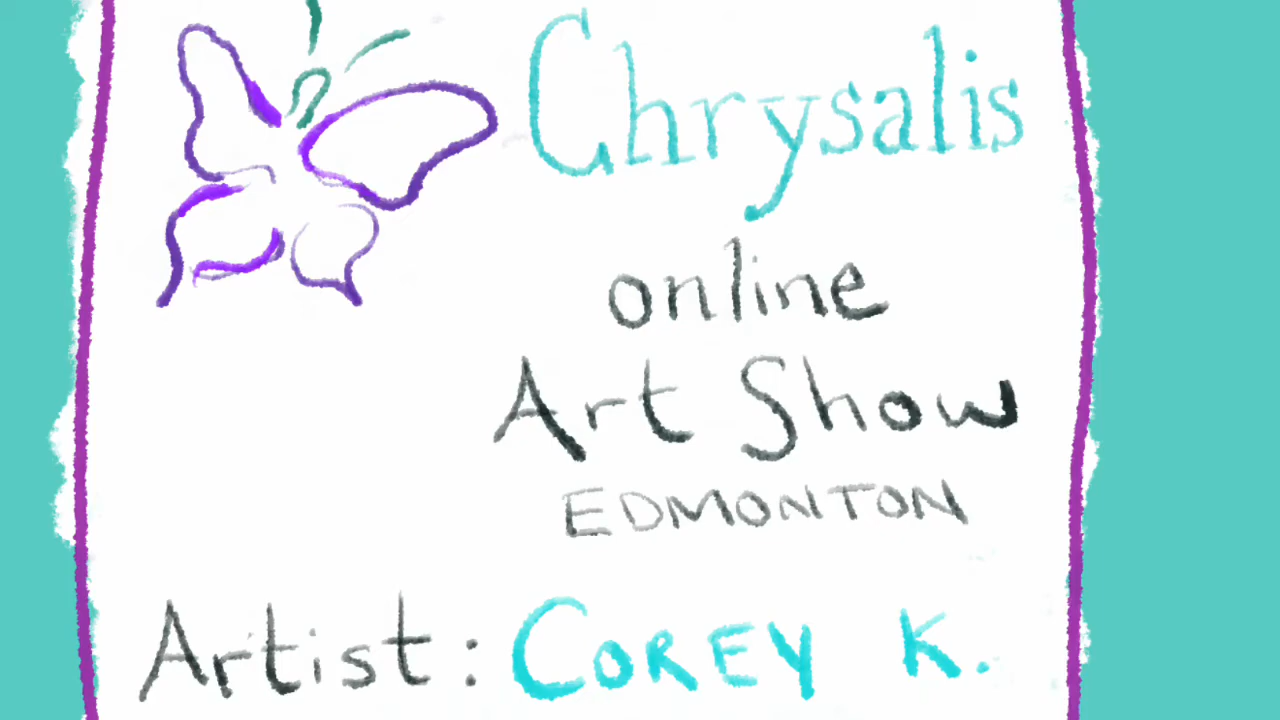 Chrysalis
online
Art Show
EDMONTON
Artist: COREY K.